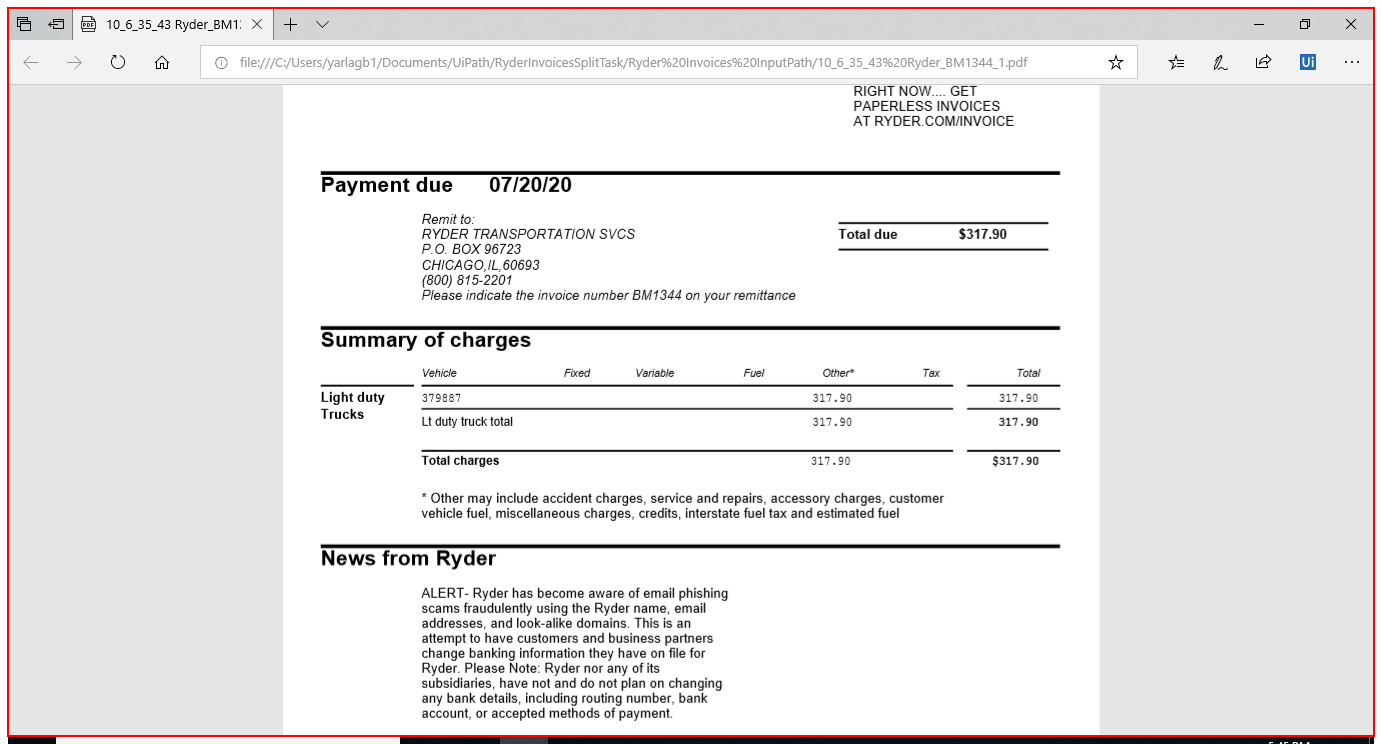 10_6_35_43 Ryder_BM1
file:///C:/Users/yarlagb1/Documents/UiPath/RyderInvoicesSplitTask/Ryder%20Invoices%20InputPath/10_6_35_43%20Ryder_BM1344_1.pdf
Ui
RIGHT NOW.... GET
PAPERLESS INVOICES
AT RYDER.COM/INVOICE
Payment due 07/20/20
Remit to:
RYDER TRANSPORTATION SVCS
P.O. BOX 96723
CHICAGO,IL,60693
(800) 815-2201
Please indicate the invoice number BM1344 on your remittance
Total due $317.90
Summary of charges
Vehicle Fixed Variable Fuel Other* Tax Total
Light duty 379887 317.90 317.90
Trucks
Lt duty truck total 317.90 317.90
Total charges 317.90 $317.90
* Other may include accident charges, service and repairs, accessory charges, customer
vehicle fuel, miscellaneous charges, credits, interstate fuel tax and estimated fuel
News from Ryder
ALERT- Ryder has become aware of email phishing
scams fraudulently using the Ryder name, email
addresses, and look-alike domains. This is an
attempt to have customers and business partners
change banking information they have on file for
Ryder. Please Note: Ryder nor any of its
subsidiaries, have not and do not plan on changing
any bank details, including routing number, bank
account, or accepted methods of payment.